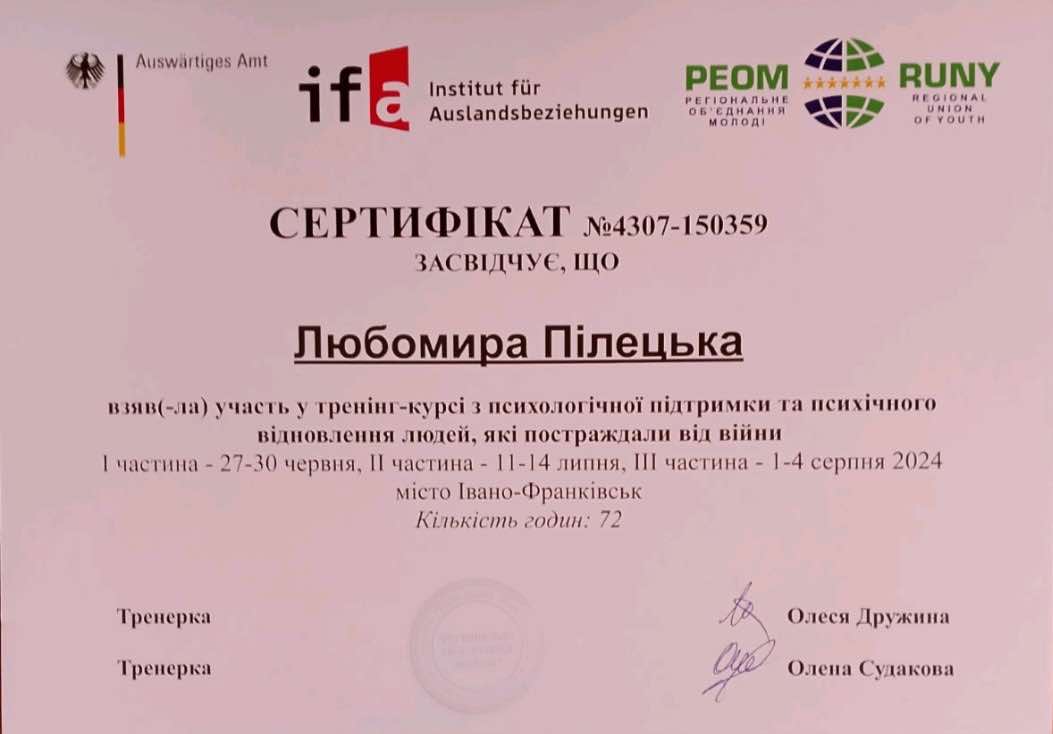 Auswärtiges Amt
ifa
Institut für
Auslandsbeziehungen
РЕОМ
РЕГІОНАЛЬНЕ
ОБ'ЄДНАННЯ
МОЛОДІ
RUNY
REGIONAL
UNION
OF YOUTH
СЕРТИФІКАТ №4307-150359
ЗАСВІДЧУЄ, ЩО
Любомира Пілецька
взяв(-ла) участь у тренінг-курсі з психологічної підтримки та психічного
відновлення людей, які постраждали від війни
І частина - 27-30 червня, ІІ частина - 11-14 липня, ІІІ частина - 1-4 серпня 2024
місто Івано-Франківськ
Кількість годин: 72
Тренерка
Олеся Дружина
Тренерка
Олена Судакова